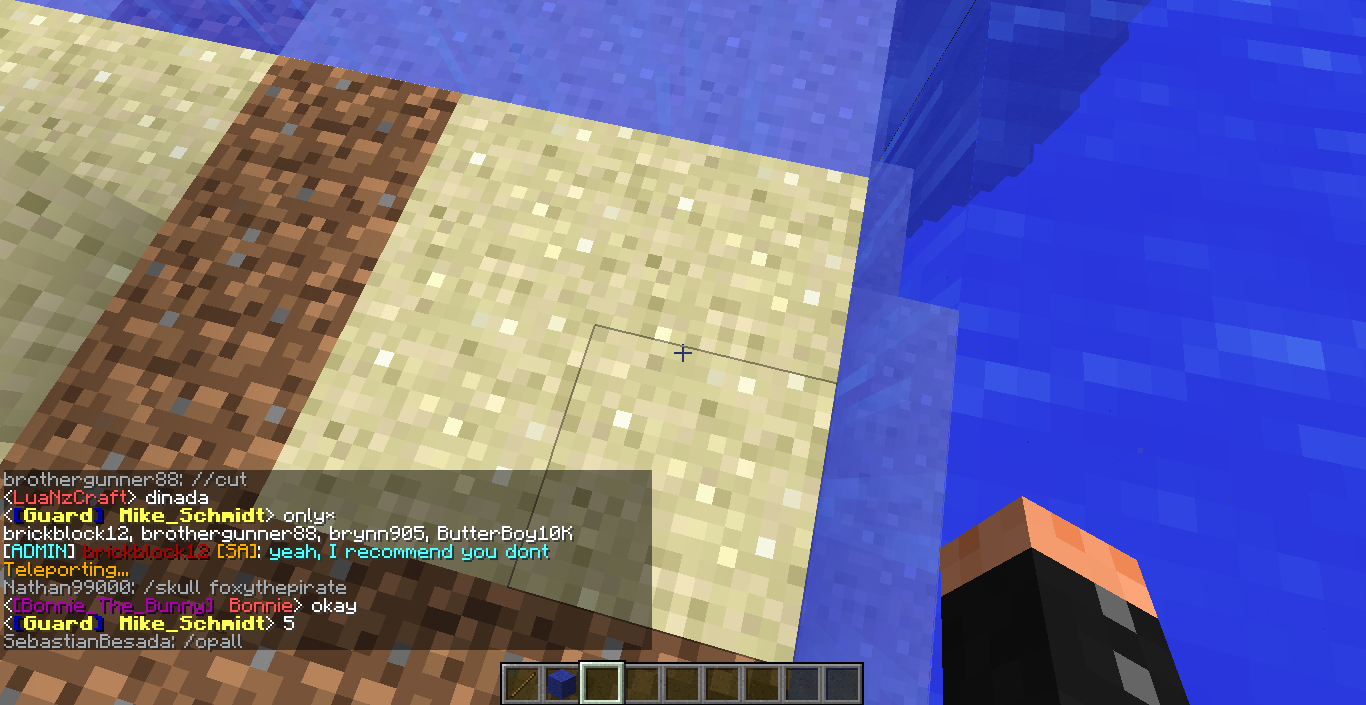 brothergunner88: //cut
<LuaNzCraft> dinada
<[Guard] Mike_Schmidt> only*
brickblock12, brothergunner88, brynn905, ButterBoy10K
[ADMIN] brickblock12 [SA]: yeah, I recommend you dont
Teleporting...
Nathan99000: /skull foxythepirate
<[Bonnie_The_Bunny] Bonnie> okay
<[Guard] Mike_Schmidt> 5
SebastianBesada: /opall